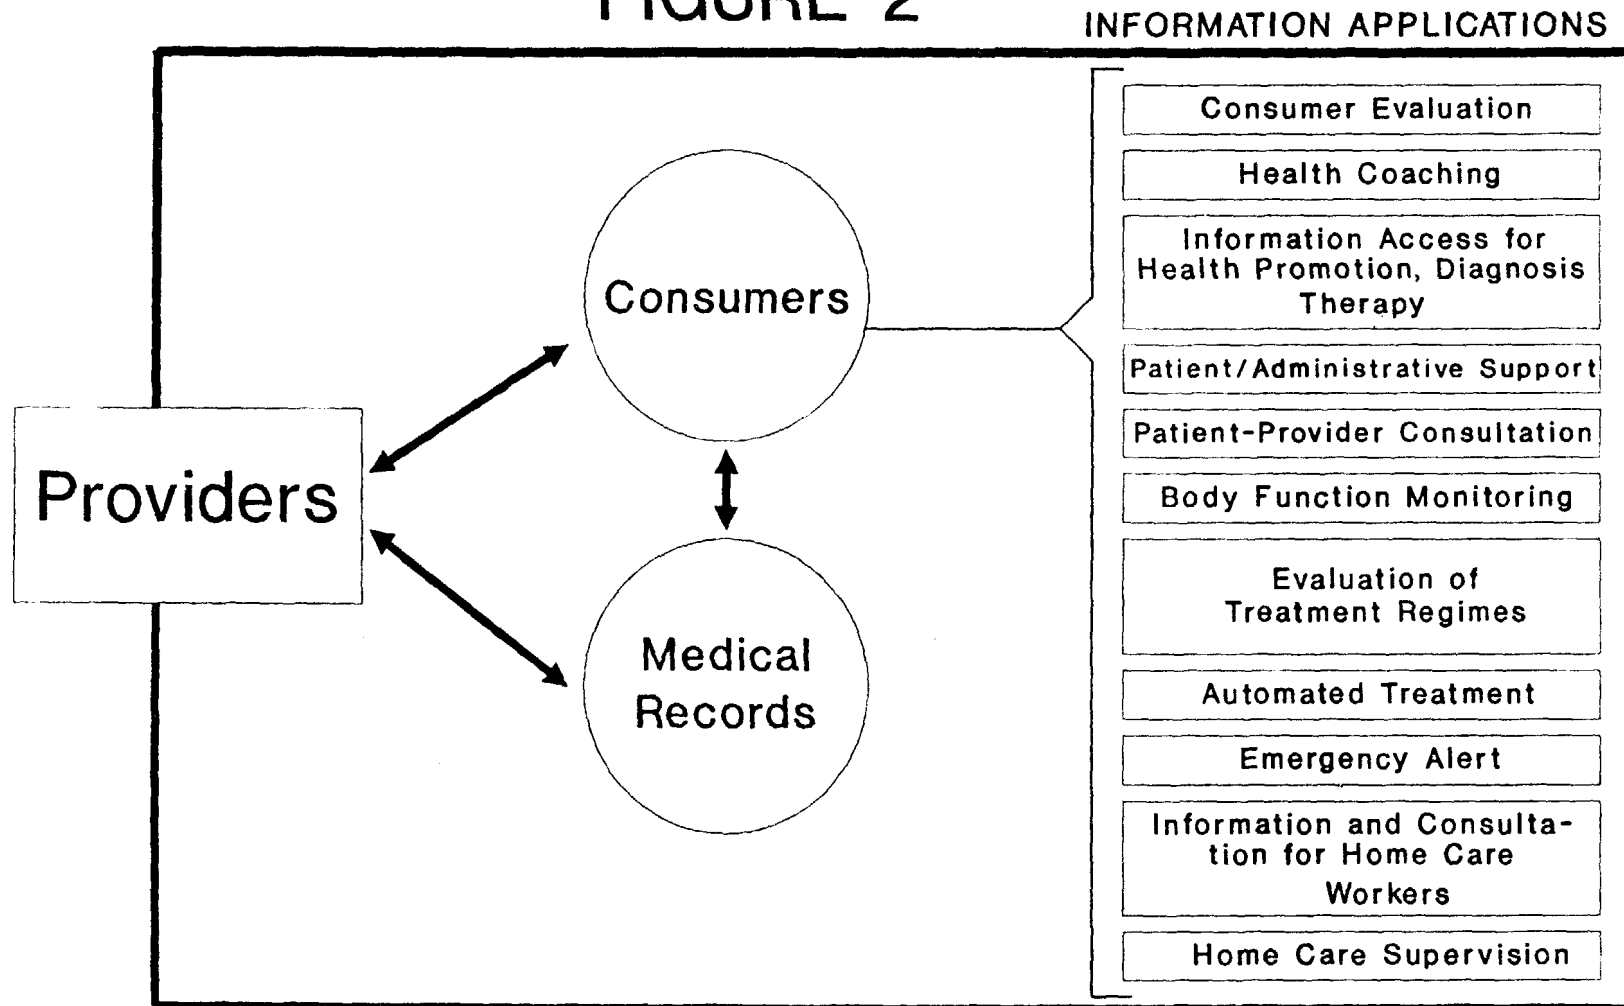 FIGURE 2
INFORMATION APPLICATIONS
Providers
Consumers
Medical
Records
Consumer Evaluation
Health Coaching
Information Access for
Health Promotion, Diagnosis
Therapy
Patient/Administrative Support
Patient-Provider Consultation
Body Function Monitoring
Evaluation of
Treatment Regimes
Automated Treatment
Emergency Alert
Information and Consulta-
tion for Home Care
Workers
Home Care Supervision